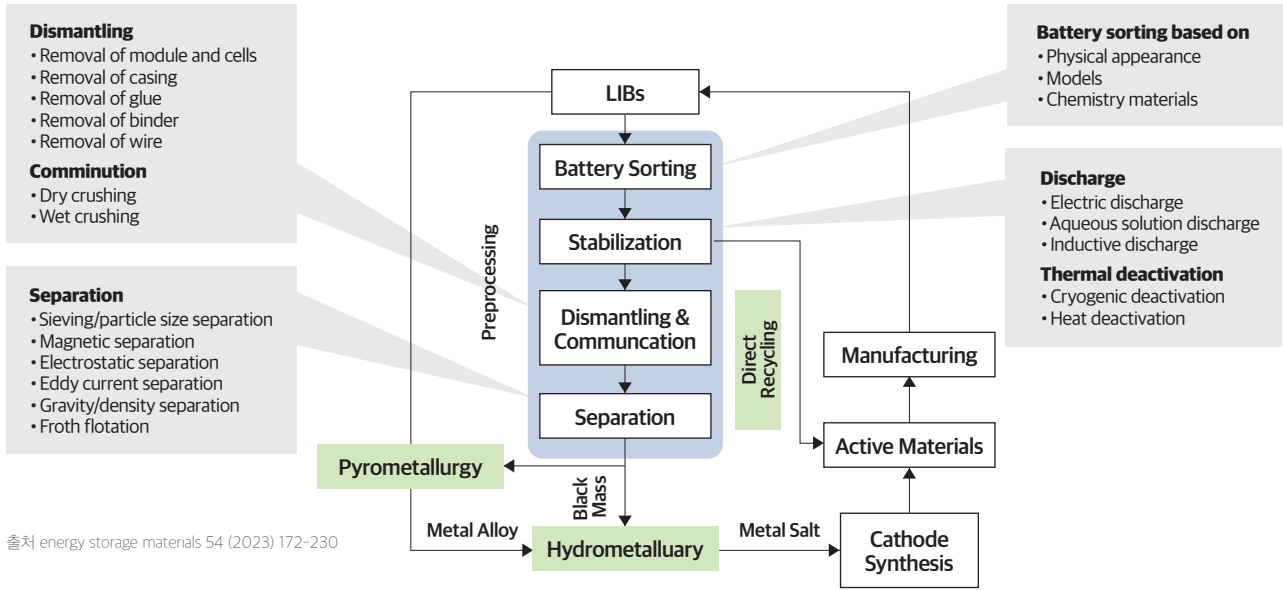 Dismantling
• Removal of module and cells
• Removal of casing
• Removal of glue
• Removal of binder
• Removal of wire
Comminution
• Dry crushing
• Wet crushing
Separation
• Sieving/particle size separation
• Magnetic separation
• Electrostatic separation
• Eddy current separation
• Gravity/density separation
• Froth flotation
LIBs
Preprocessing
Battery Sorting
Stabilization
Dismantling &
Communcation
Separation
Direct
Recycling
Pyrometallurgy
Black
Mass
Metal Alloy
Hydrometalluary
Metal Salt
Cathode
Synthesis
Active Materials
Manufacturing
Battery sorting based on
• Physical appearance
• Models
• Chemistry materials
Discharge
• Electric discharge
• Aqueous solution discharge
• Inductive discharge
Thermal deactivation
• Cryogenic deactivation
• Heat deactivation
출처 energy storage materials 54 (2023) 172-230